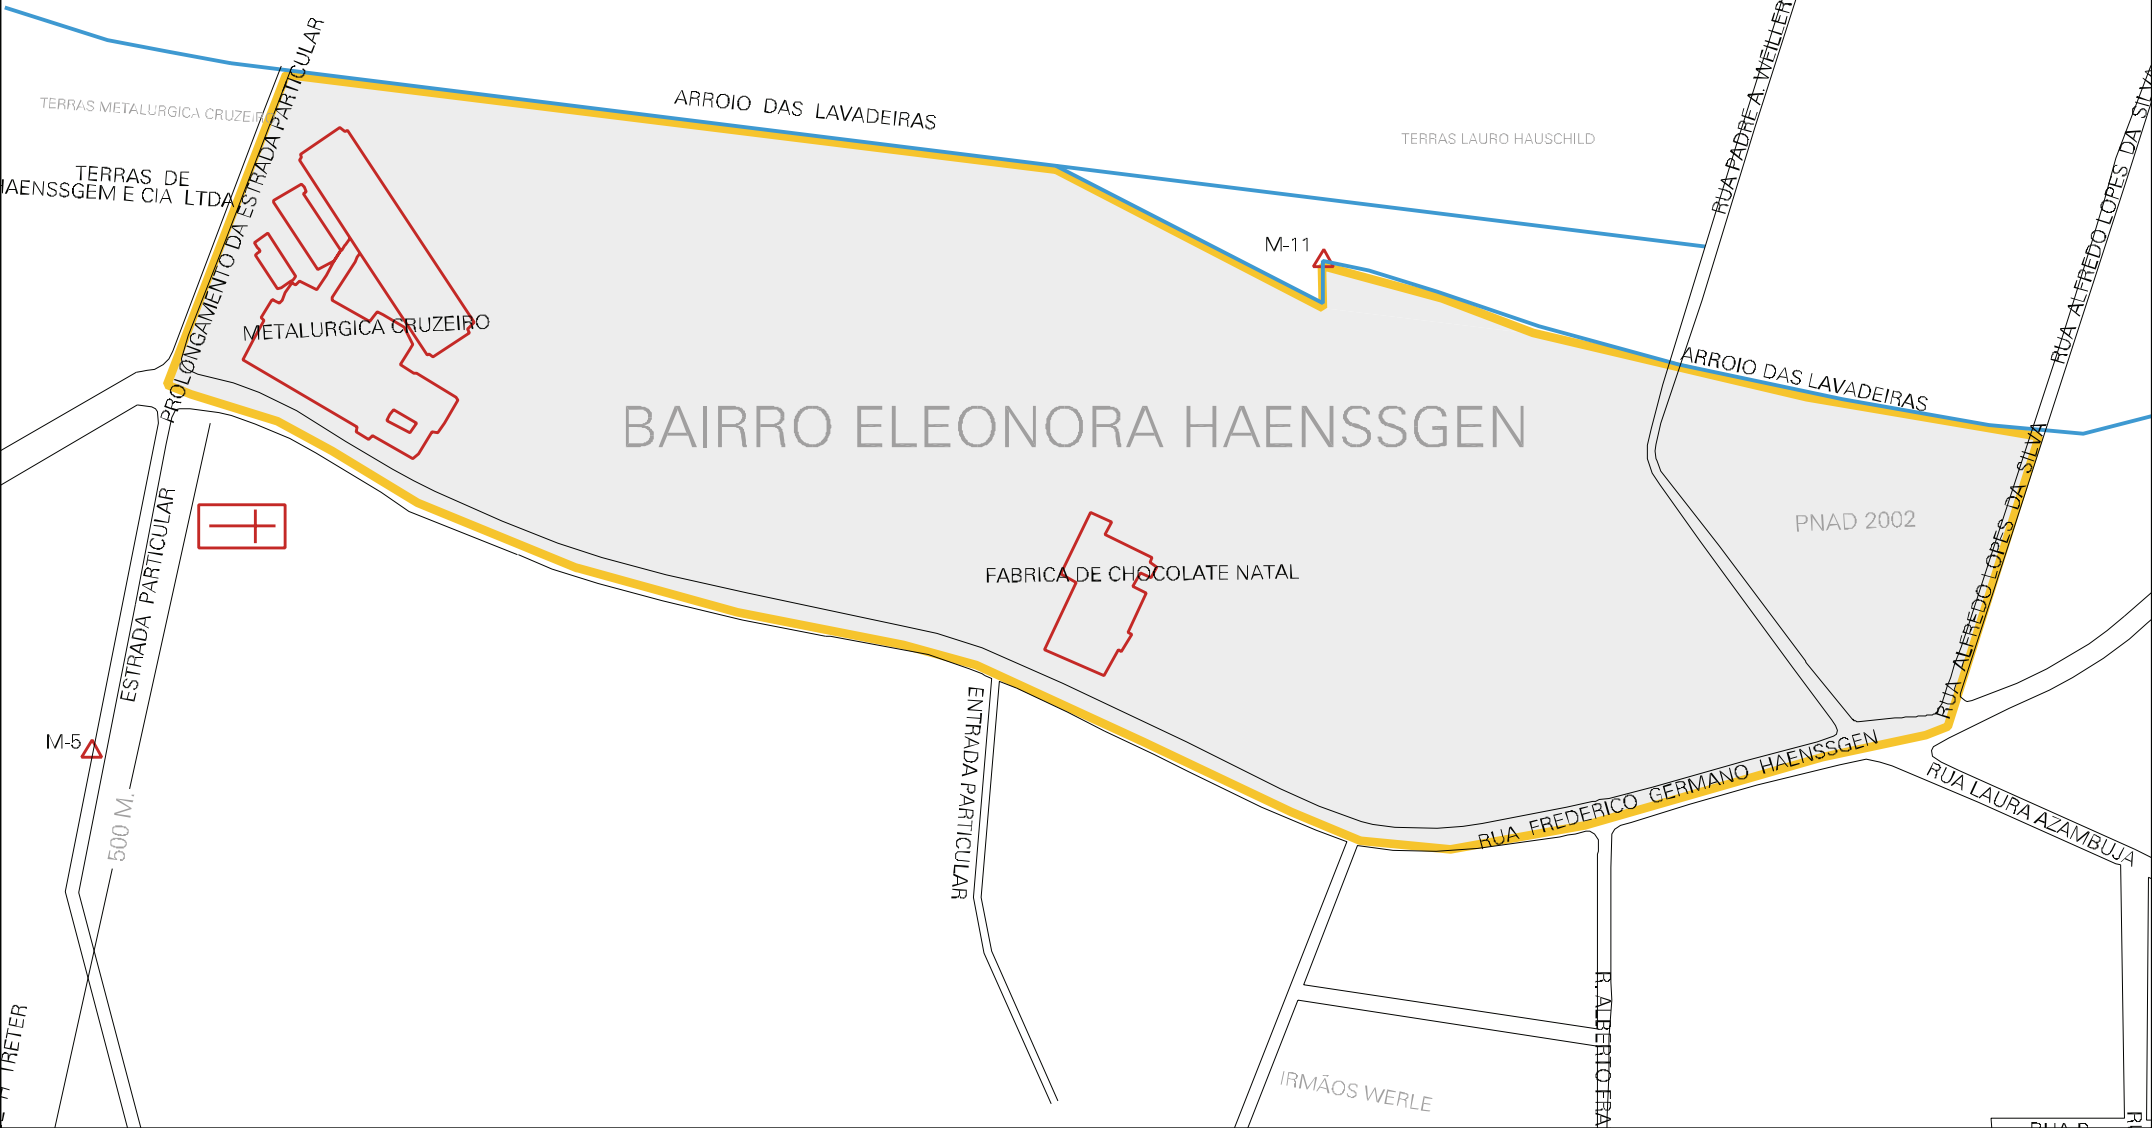 PROLONGAMENTO DA ESTRADA PARTICULAR
TERRAS METALURGICA CRUZEIRO
TERRAS DE
HAENSSGEM E CIA LTDA
ARROIO DAS LAVADEIRAS
TERRAS LAURO HAUSCHILD
RUA PADRE A. WEILLER
RUA ALFREDO LOPES DA SILVA
M-11
METALURGICA CRUZEIRO
ARROIO DAS LAVADEIRAS
BAIRRO ELEONORA HAENSSGEN
PNAD 2002
RUA ALFREDO LOPES DA SILVA
FABRICA DE CHOCOLATE NATAL
ESTRADA PARTICULAR
M-5
500 M.
ENTRADA PARTICULAR
RUA FREDERICO GERMANO HAENSSGEN
RUA LAURA AZAMBUJA
R. ALBERTO FRA
IRMÃOS WERLE
TRETER